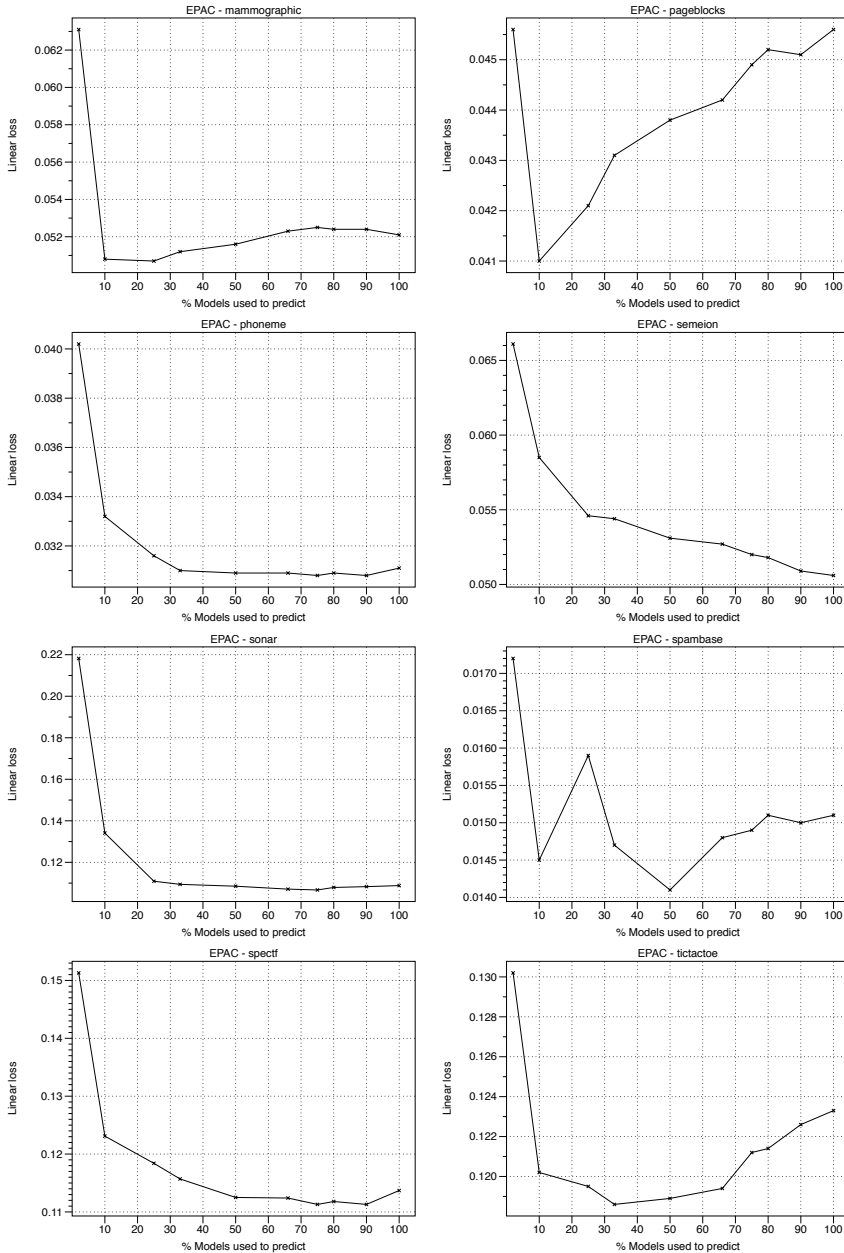 EPAC - mammographic
0.062
0.060
0.058
0.056
0.054
0.052
Linear loss
10 20 30 40 50 60 70 80 90 100
% Models used to predict
EPAC - pageblocks
0.045
0.044
0.043
0.042
0.041
Linear loss
10 20 30 40 50 60 70 80 90 100
% Models used to predict
EPAC - phoneme
0.040
0.038
0.036
0.034
0.032
Linear loss
10 20 30 40 50 60 70 80 90 100
% Models used to predict
EPAC - semeion
0.065
0.060
0.055
0.050
Linear loss
10 20 30 40 50 60 70 80 90 100
% Models used to predict
EPAC - sonar
0.22
0.20
0.18
0.16
0.14
0.12
Linear loss
10 20 30 40 50 60 70 80 90 100
% Models used to predict
EPAC - spambase
0.0170
0.0165
0.0160
0.0155
0.0150
0.0145
0.0140
Linear loss
10 20 30 40 50 60 70 80 90 100
% Models used to predict
EPAC - spectf
0.15
0.14
0.13
0.12
0.11
Linear loss
10 20 30 40 50 60 70 80 90 100
% Models used to predict
EPAC - tictactoe
0.130
0.128
0.126
0.124
0.122
0.120
Linear loss
10 20 30 40 50 60 70 80 90 100
% Models used to predict